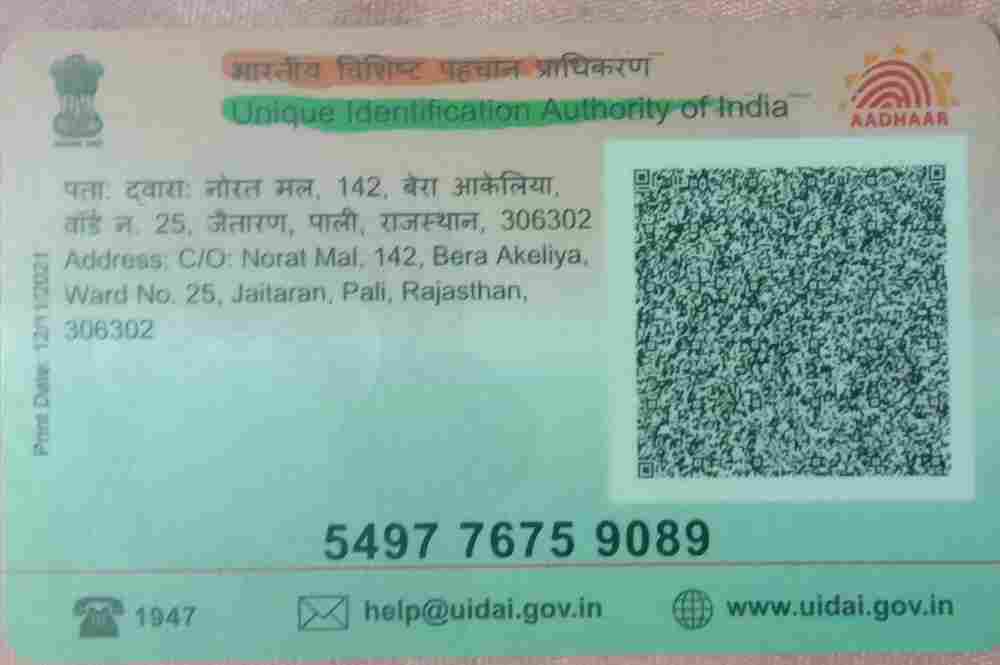 भारतीय विशिष्ट पहचान प्राधिकरण
Unique Identification Authority of India
AADHAAR
पता: द्वारा: नोरत मल, 142, बेरा आकेलिया,
वॉर्ड न. 25, जैतारण, पाली, राजस्थान, 306302
Address: C/O: Norat Mal, 142, Bera Akeliya,
Ward No. 25, Jaitaran, Pali, Rajasthan,
306302
Print Date: 12/11/2021
5497 7675 9089
1947
help@uidai.gov.in
www.uidai.gov.in